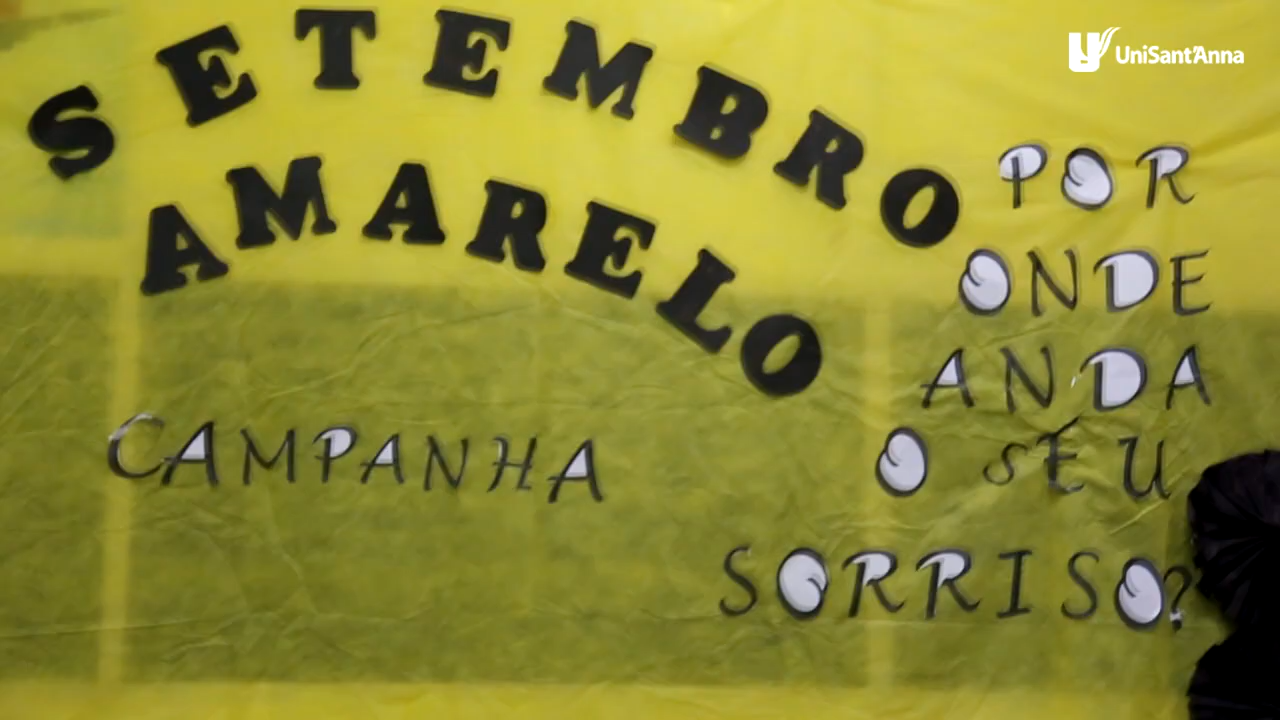 UniSant'Anna
SETEMBRO
AMARELO
CAMPANHA
POR
ONDE
ANDA
O SEU
SORRISO?